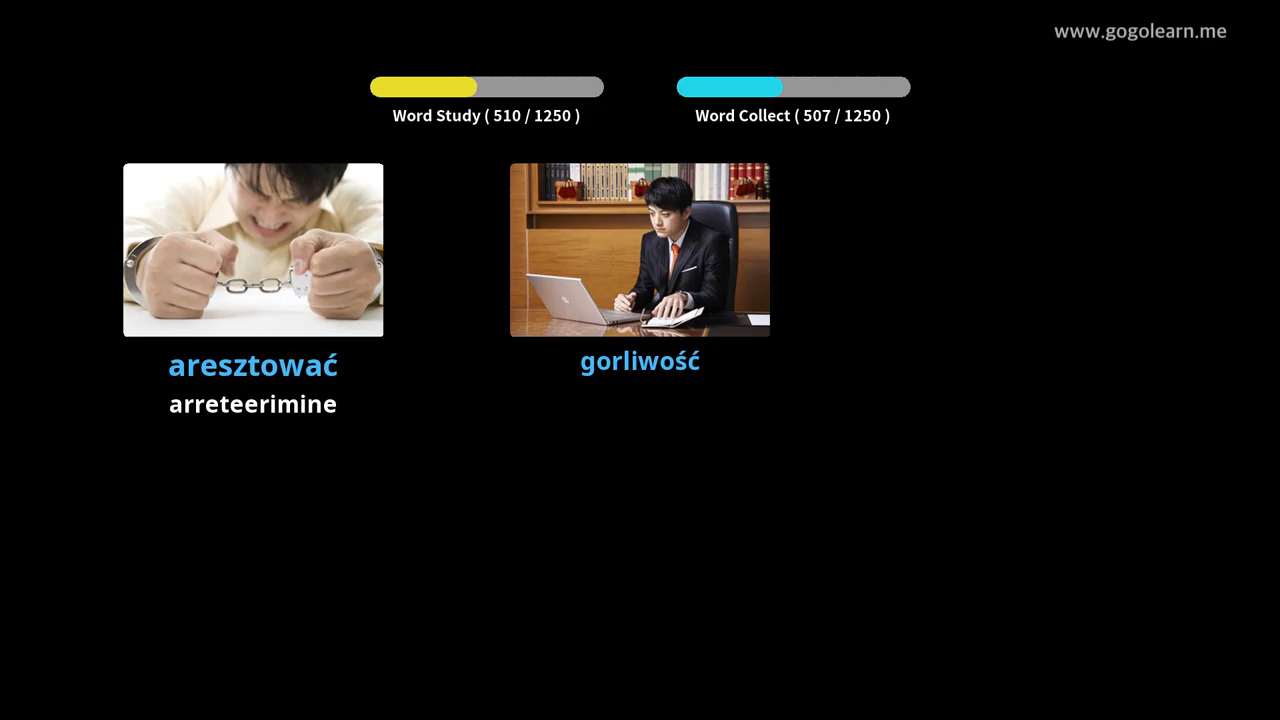 www.gogolearn.me
Word Study ( 510 / 1250 )
Word Collect ( 507 / 1250 )
aresztować
gorliwość
arreteerimine